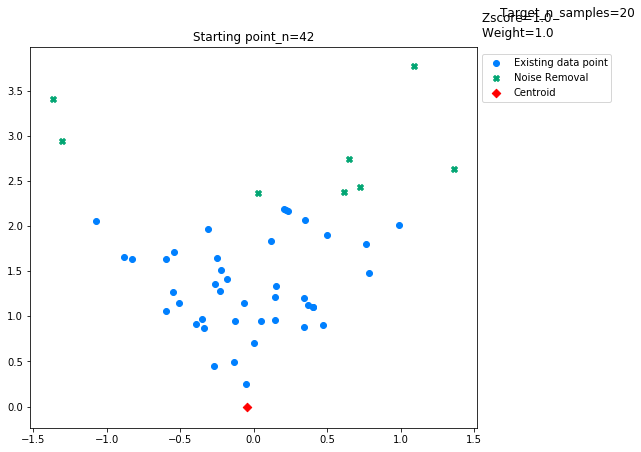 Target_n_samples=20
Zscore=1.0
Weight=1.0
Starting point_n=42
Existing data point
Noise Removal
Centroid
3.5
3.0
2.5
2.0
1.5
1.0
0.5
0.0
−1.5 −1.0 −0.5 0.0 0.5 1.0 1.5